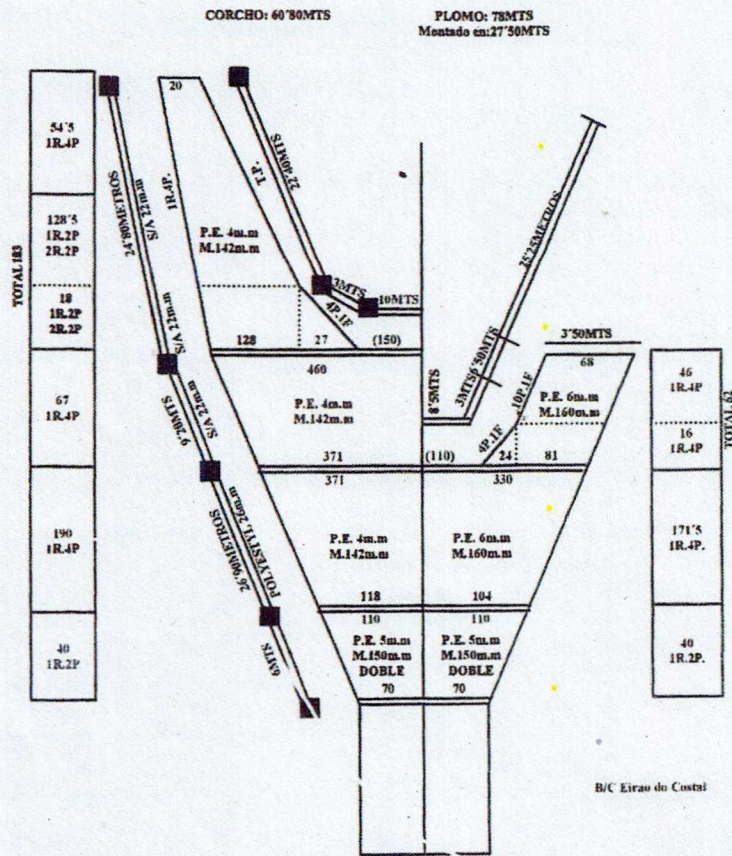 CORCHO: 60'80MTS
PLOMO: 78MTS
Montado en:27'50MTS
TOTAL 183
54'5
1R.4P
128'5
1R.2P
2R.2P
18
1R.2P
2R.2P
67
1R.4P
190
1R.4P
40
1R.2P
24'80METROS
S/A 22m.m
S/A 22m.m
9'20MTS
S/A 22m.m
26'90METROS
POLYESTYL 26m.m
6MTS
20
1R.4P.
T.P.
22'40MTS
P.E. 4m.m
M.142m.m
3MTS
10MTS
4P.1F
128
27
(150)
460
P.E. 4m.m
M.142m.m
371
371
P.E. 4m.m
M.142m.m
118
110
P.E. 5m.m
M.150m.m
DOBLE
70
8'5MTS
35'25METROS
6'50MTS
3MTS
3'50MTS
68
10P.1F
P.E. 6m.m
M.160m.m
4P.1F
(110)
24
81
330
P.E. 6m.m
M.160m.m
104
110
P.E. 5m.m
M.150m.m
DOBLE
70
46
1R.4P
16
1R.4P
TOTAL 62
171'5
1R.4P.
40
1R.2P.
B/C Eirao do Costal